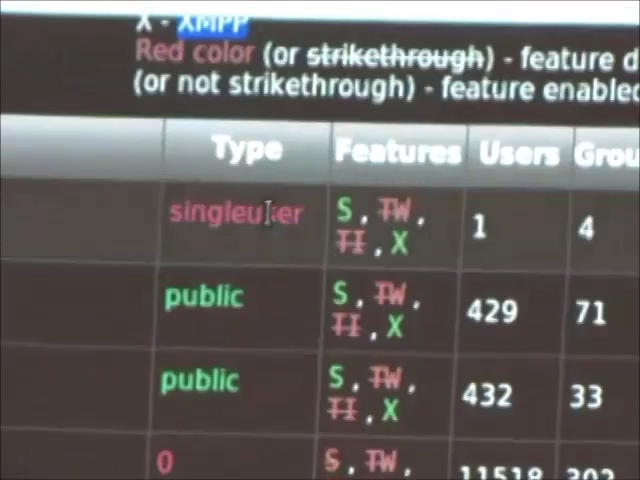 X - XMPP
Red color (or strikethrough) - feature d
(or not strikethrough) - feature enabled
Type Features Users Grou
singleuser S, TW, 1 4
TI, X
public S, TW, 429 71
TI, X
public S, TW, 432 33
TI, X
0 S, TW, 11518 302